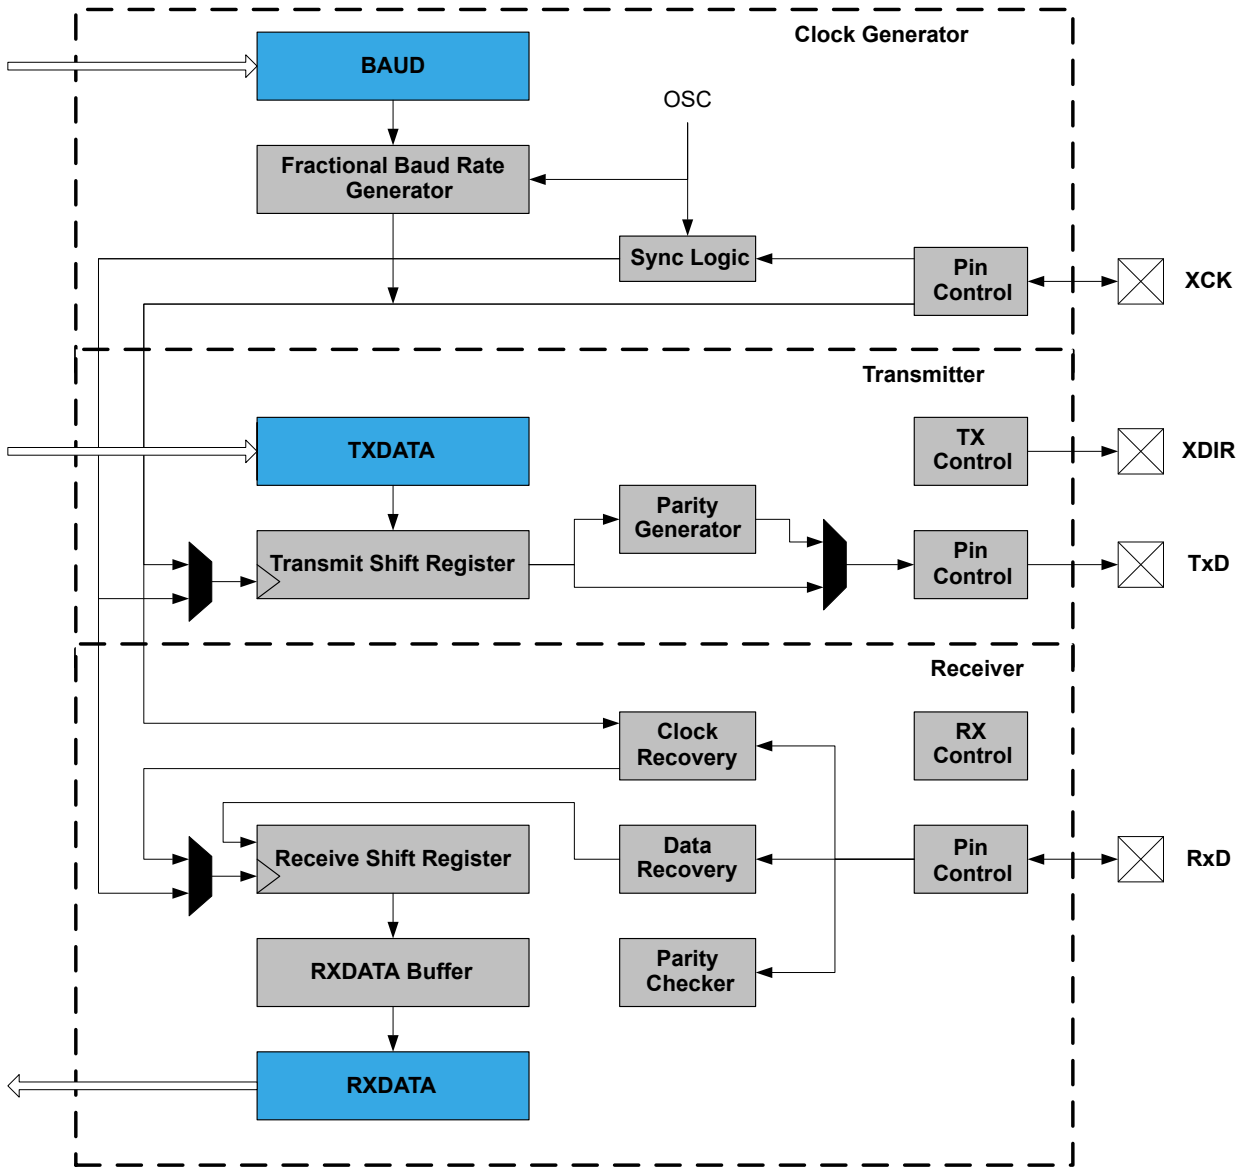 Clock Generator
BAUD
OSC
Fractional Baud Rate
Generator
Sync Logic
Pin
Control
XCK
Transmitter
TXDATA
TX
Control
XDIR
Parity
Generator
Transmit Shift Register
Pin
Control
TxD
Receiver
Clock
Recovery
RX
Control
Receive Shift Register
Data
Recovery
Pin
Control
RxD
RXDATA Buffer
Parity
Checker
RXDATA